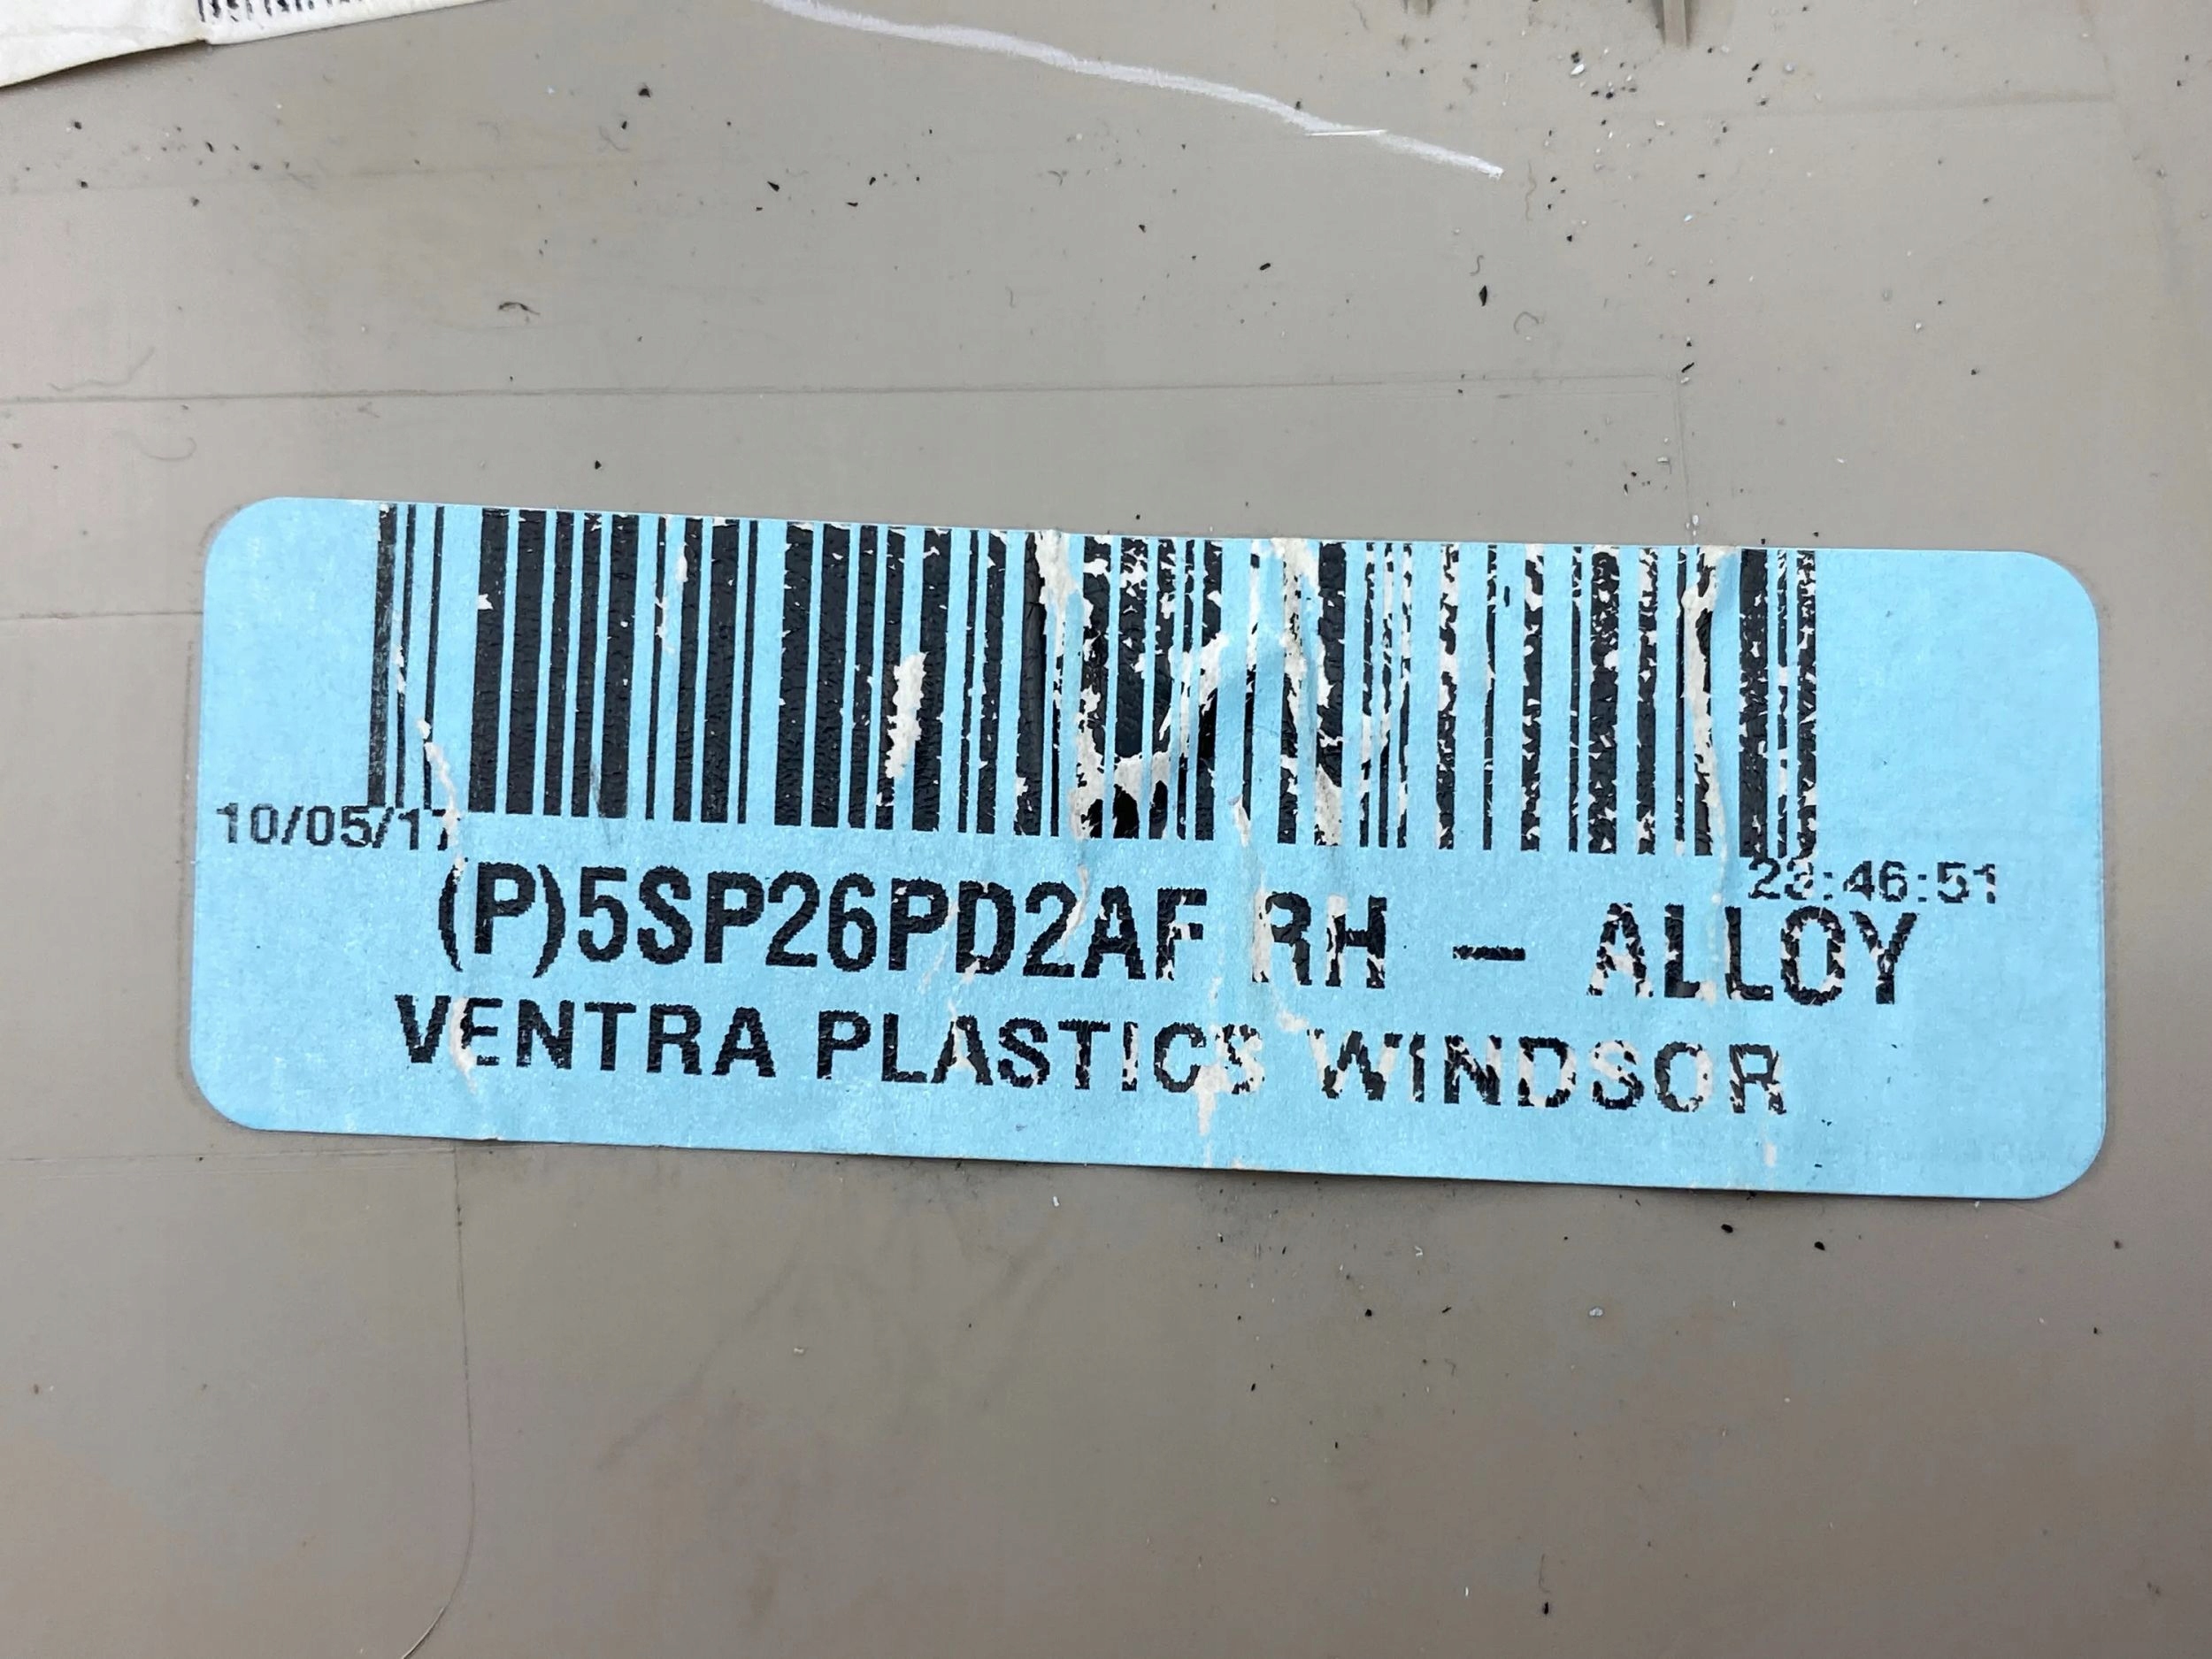 10/05/17
23:46:51
(P)5SP26PD2AF RH - ALLOY
VENTRA PLASTICS WINDSOR